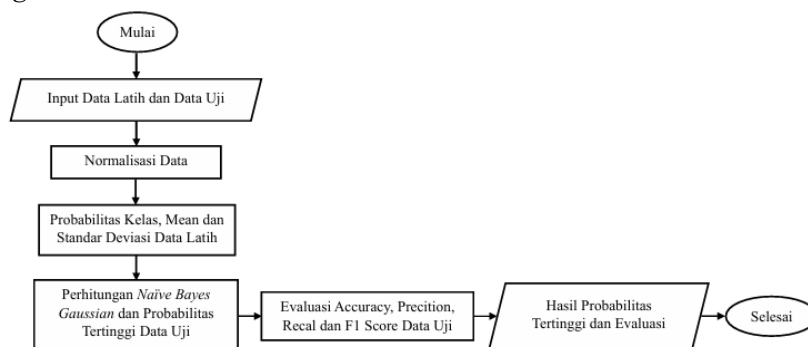 Mulai
Input Data Latih dan Data Uji
Normalisasi Data
Probabilitas Kelas, Mean dan
Standar Deviasi Data Latih
Perhitungan Naïve Bayes
Gaussian dan Probabilitas
Tertinggi Data Uji
Evaluasi Accuracy, Precition,
Recal dan F1 Score Data Uji
Hasil Probabilitas
Tertinggi dan Evaluasi
Selesai